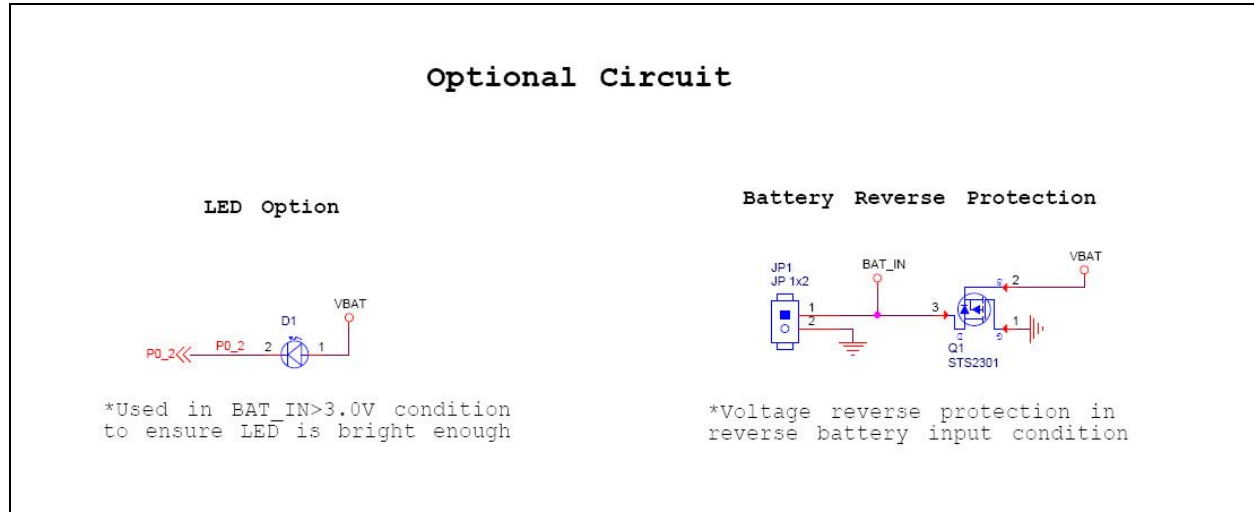 Optional Circuit
LED Option
VBAT
D1
P0_2
P0_2
2
1
*Used in BAT_IN>3.0V condition
to ensure LED is bright enough
Battery Reverse Protection
JP1
JP 1x2
BAT_IN
VBAT
1
2
3
D
S
2
G
1
Q1
STS2301
*Voltage reverse protection in
reverse battery input condition